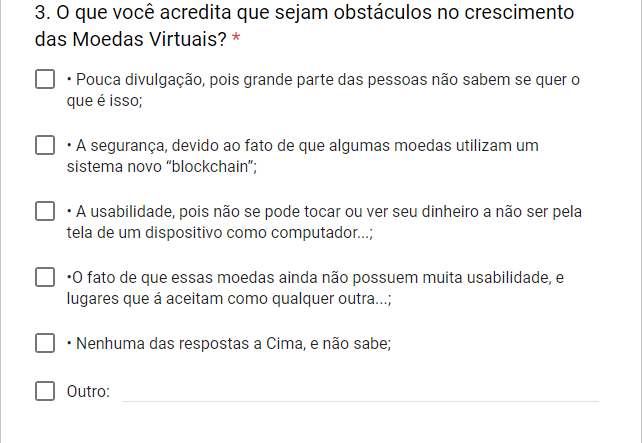 3. O que você acredita que sejam obstáculos no crescimento
das Moedas Virtuais? *
• Pouca divulgação, pois grande parte das pessoas não sabem se quer o
que é isso;
• A segurança, devido ao fato de que algumas moedas utilizam um
sistema novo “blockchain”;
• A usabilidade, pois não se pode tocar ou ver seu dinheiro a não ser pela
tela de um dispositivo como computador...;
•O fato de que essas moedas ainda não possuem muita usabilidade, e
lugares que á aceitam como qualquer outra...;
• Nenhuma das respostas a Cima, e não sabe;
Outro: